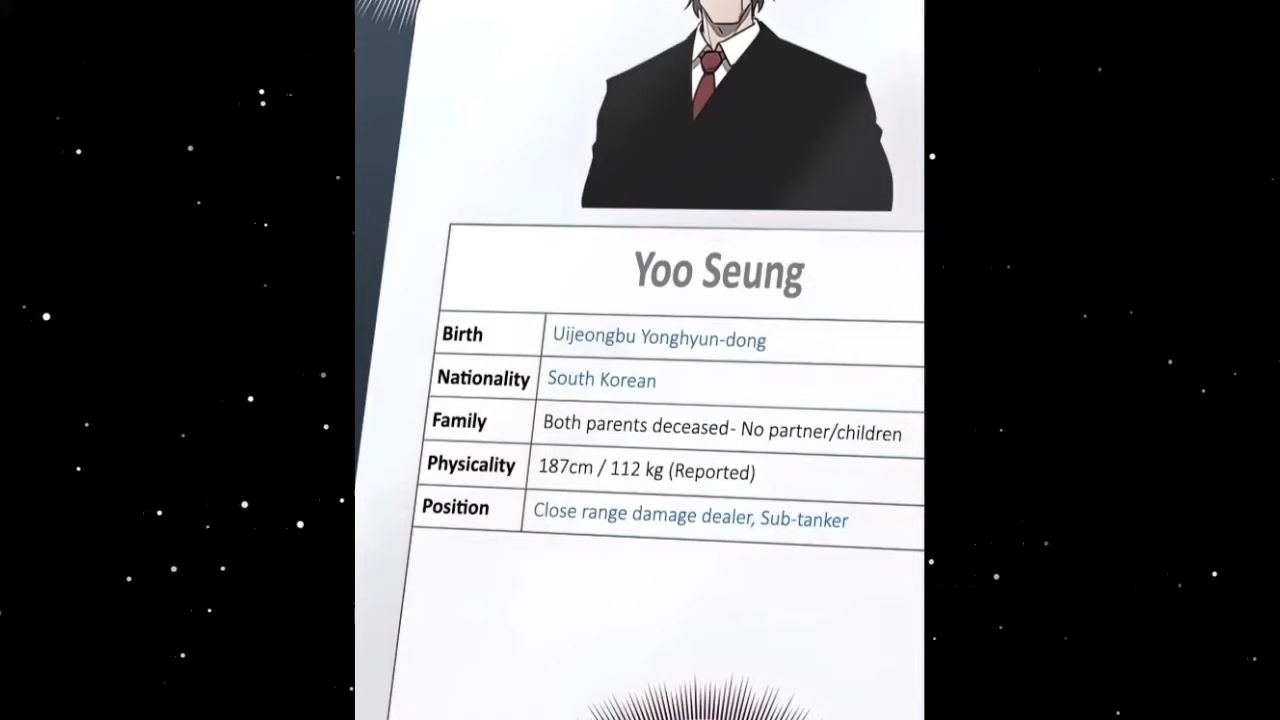 Yoo Seung
Birth Uijeongbu Yonghyun-dong
Nationality South Korean
Family Both parents deceased- No partner/children
Physicality 187cm / 112 kg (Reported)
Position Close range damage dealer, Sub-tanker